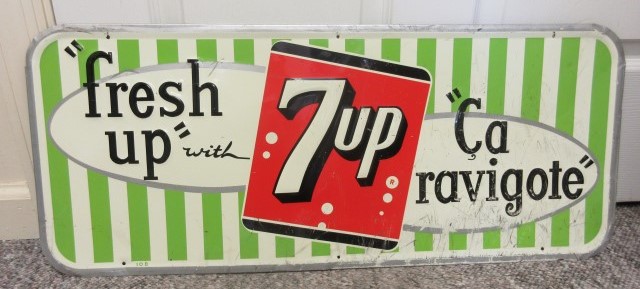 "fresh
up" with
7up
®
"Ça
ravigote"